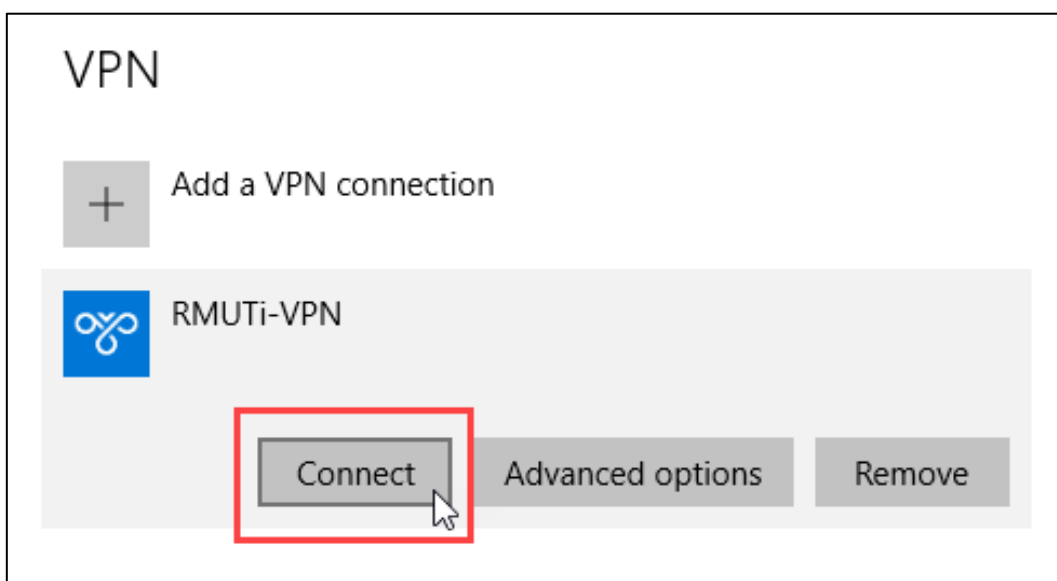 VPN
Add a VPN connection
RMUTi-VPN
Connect Advanced options Remove